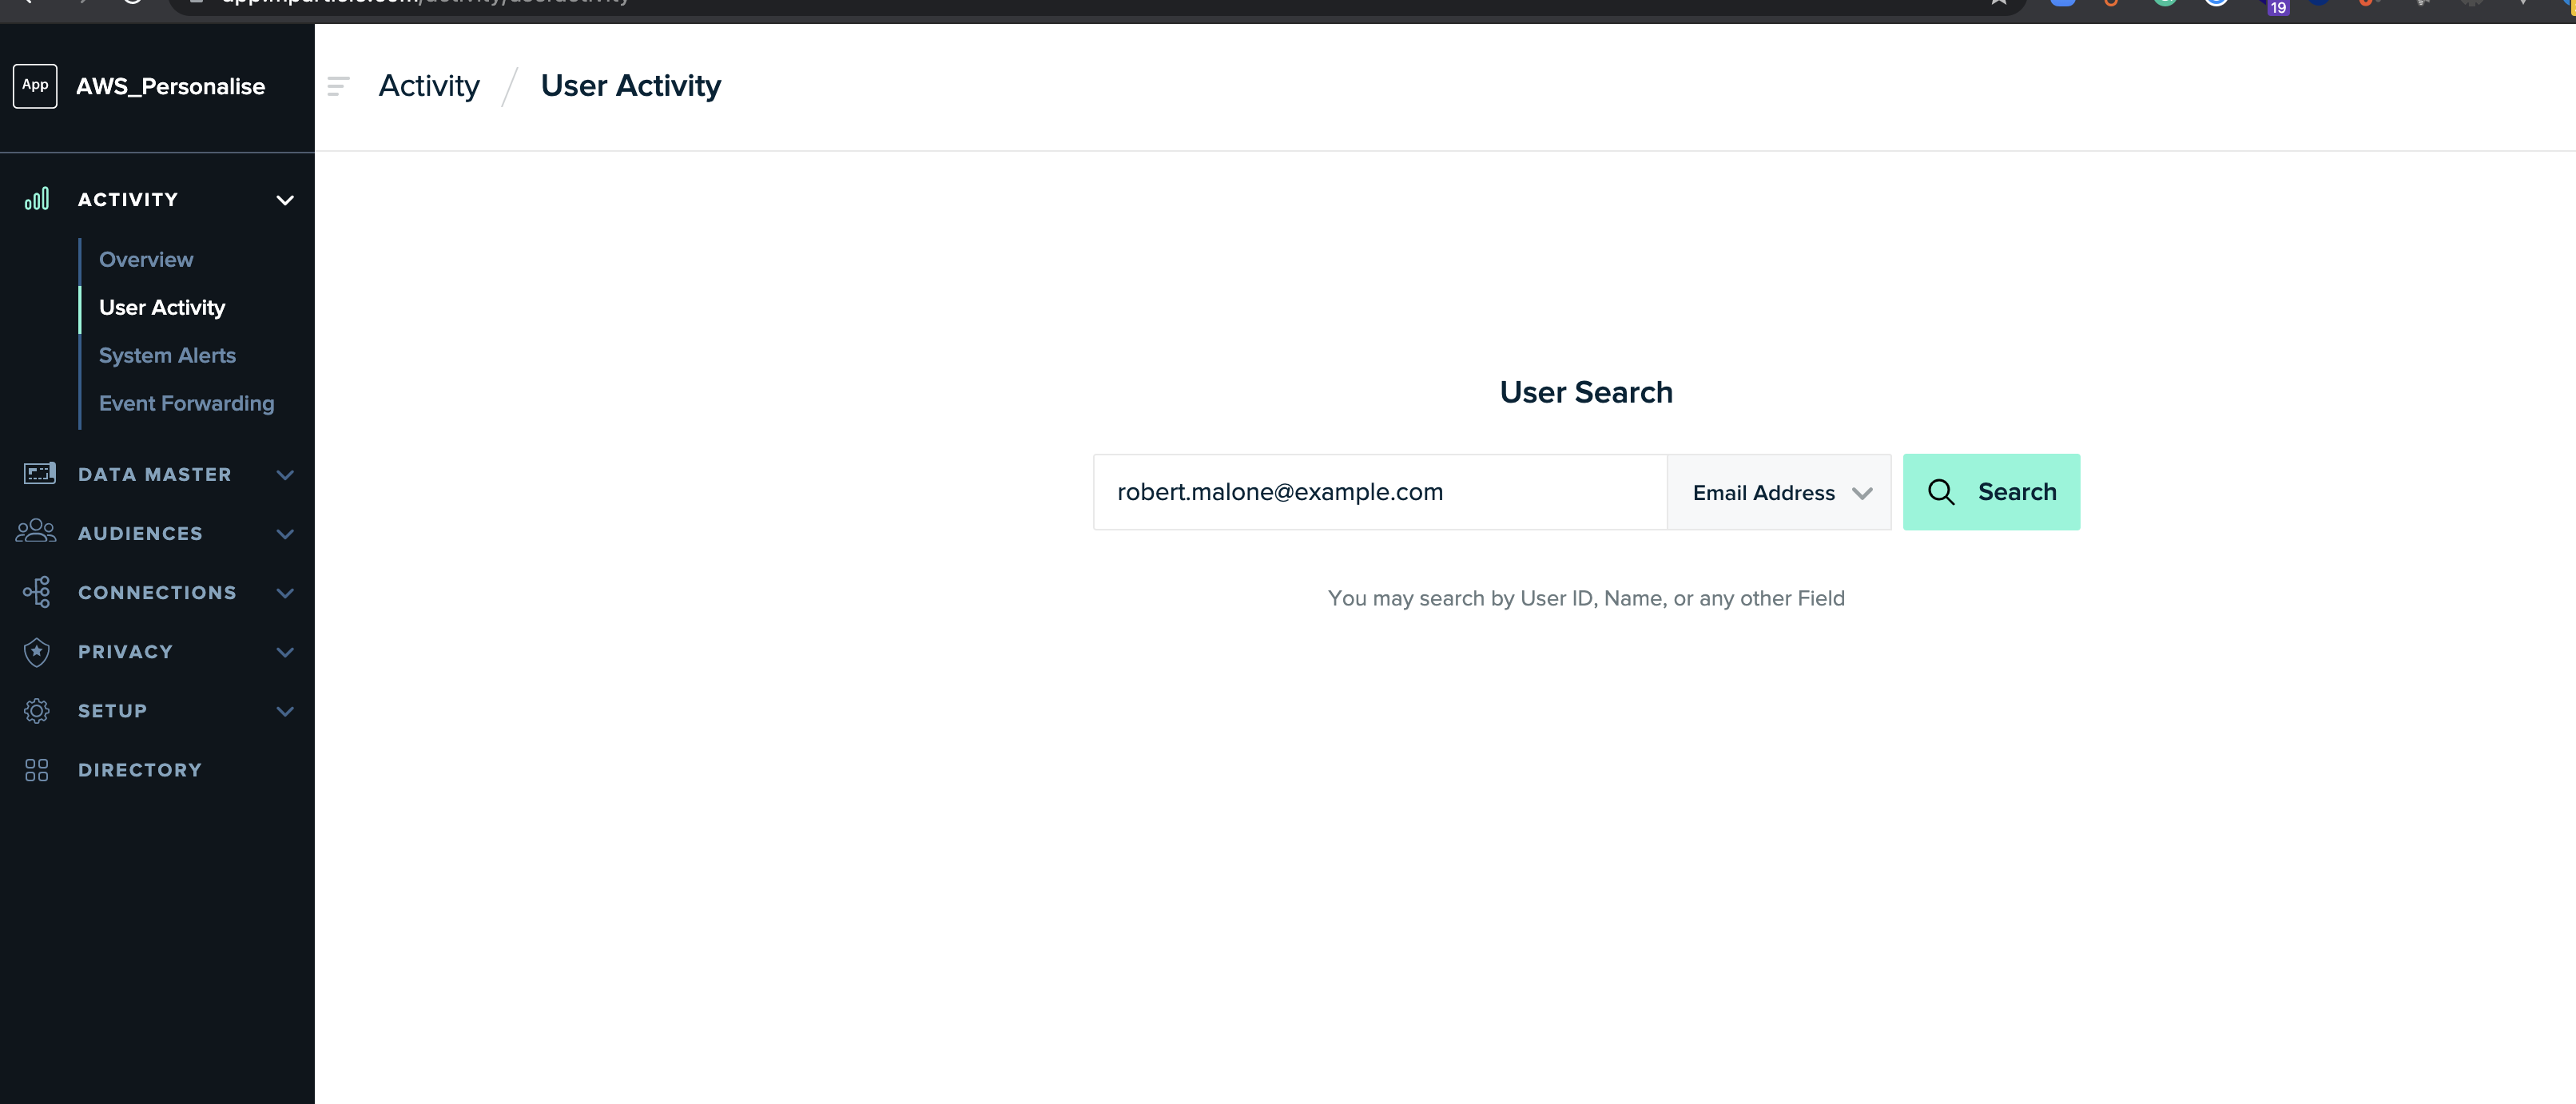 19
App AWS_Personalise
Activity / User Activity
ACTIVITY
Overview
User Activity
System Alerts
Event Forwarding
DATA MASTER
AUDIENCES
CONNECTIONS
PRIVACY
SETUP
DIRECTORY
User Search
robert.malone@example.com Email Address Search
You may search by User ID, Name, or any other Field